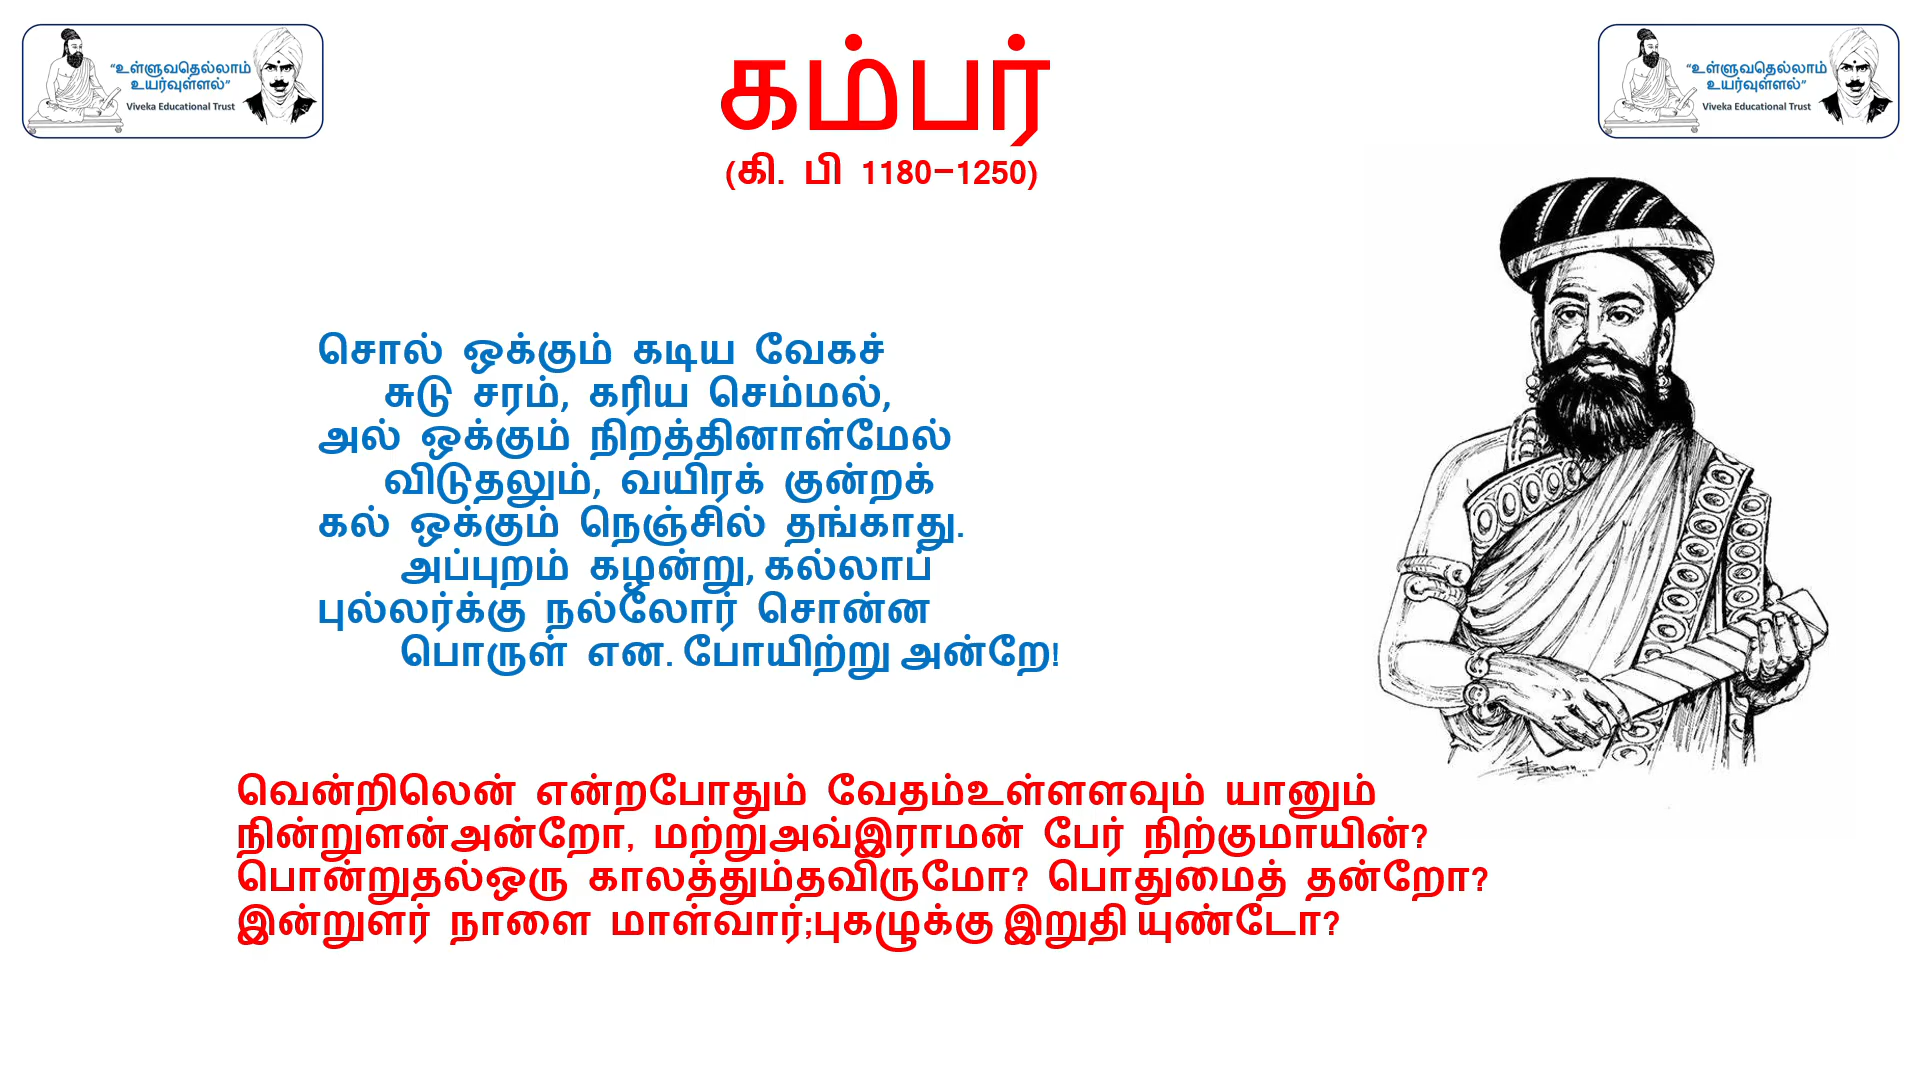 “உள்ளுவதெல்லாம்
உயர்வுள்ளல்”
Viveka Educational Trust
கம்பர்
(கி. பி 1180-1250)
“உள்ளுவதெல்லாம்
உயர்வுள்ளல்”
Viveka Educational Trust
சொல் ஒக்கும் கடிய வேகச்
சுடு சரம், கரிய செம்மல்,
அல் ஒக்கும் நிறத்தினாள்மேல்
விடுதலும், வயிரக் குன்றக்
கல் ஒக்கும் நெஞ்சில் தங்காது.
அப்புறம் கழன்று, கல்லாப்
புல்லர்க்கு நல்லோர் சொன்ன
பொருள் என. போயிற்று அன்றே!
வென்றிலென் என்றபோதும் வேதம்உள்ளளவும் யானும்
நின்றுளன்அன்றோ, மற்றுஅவ்இராமன் பேர் நிற்குமாயின்?
பொன்றுதல்ஒரு காலத்தும்தவிருமோ? பொதுமைத் தன்றோ?
இன்றுளர் நாளை மாள்வார்;புகழுக்கு இறுதி யுண்டோ?